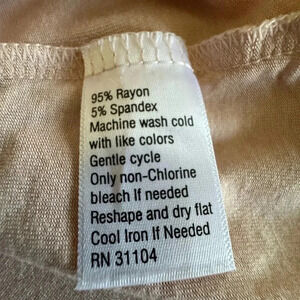 95% Rayon
5% Spandex
Machine wash cold
with like colors
Gentle cycle
Only non-Chlorine
bleach If needed
Reshape and dry flat
Cool Iron If Needed
RN 31104